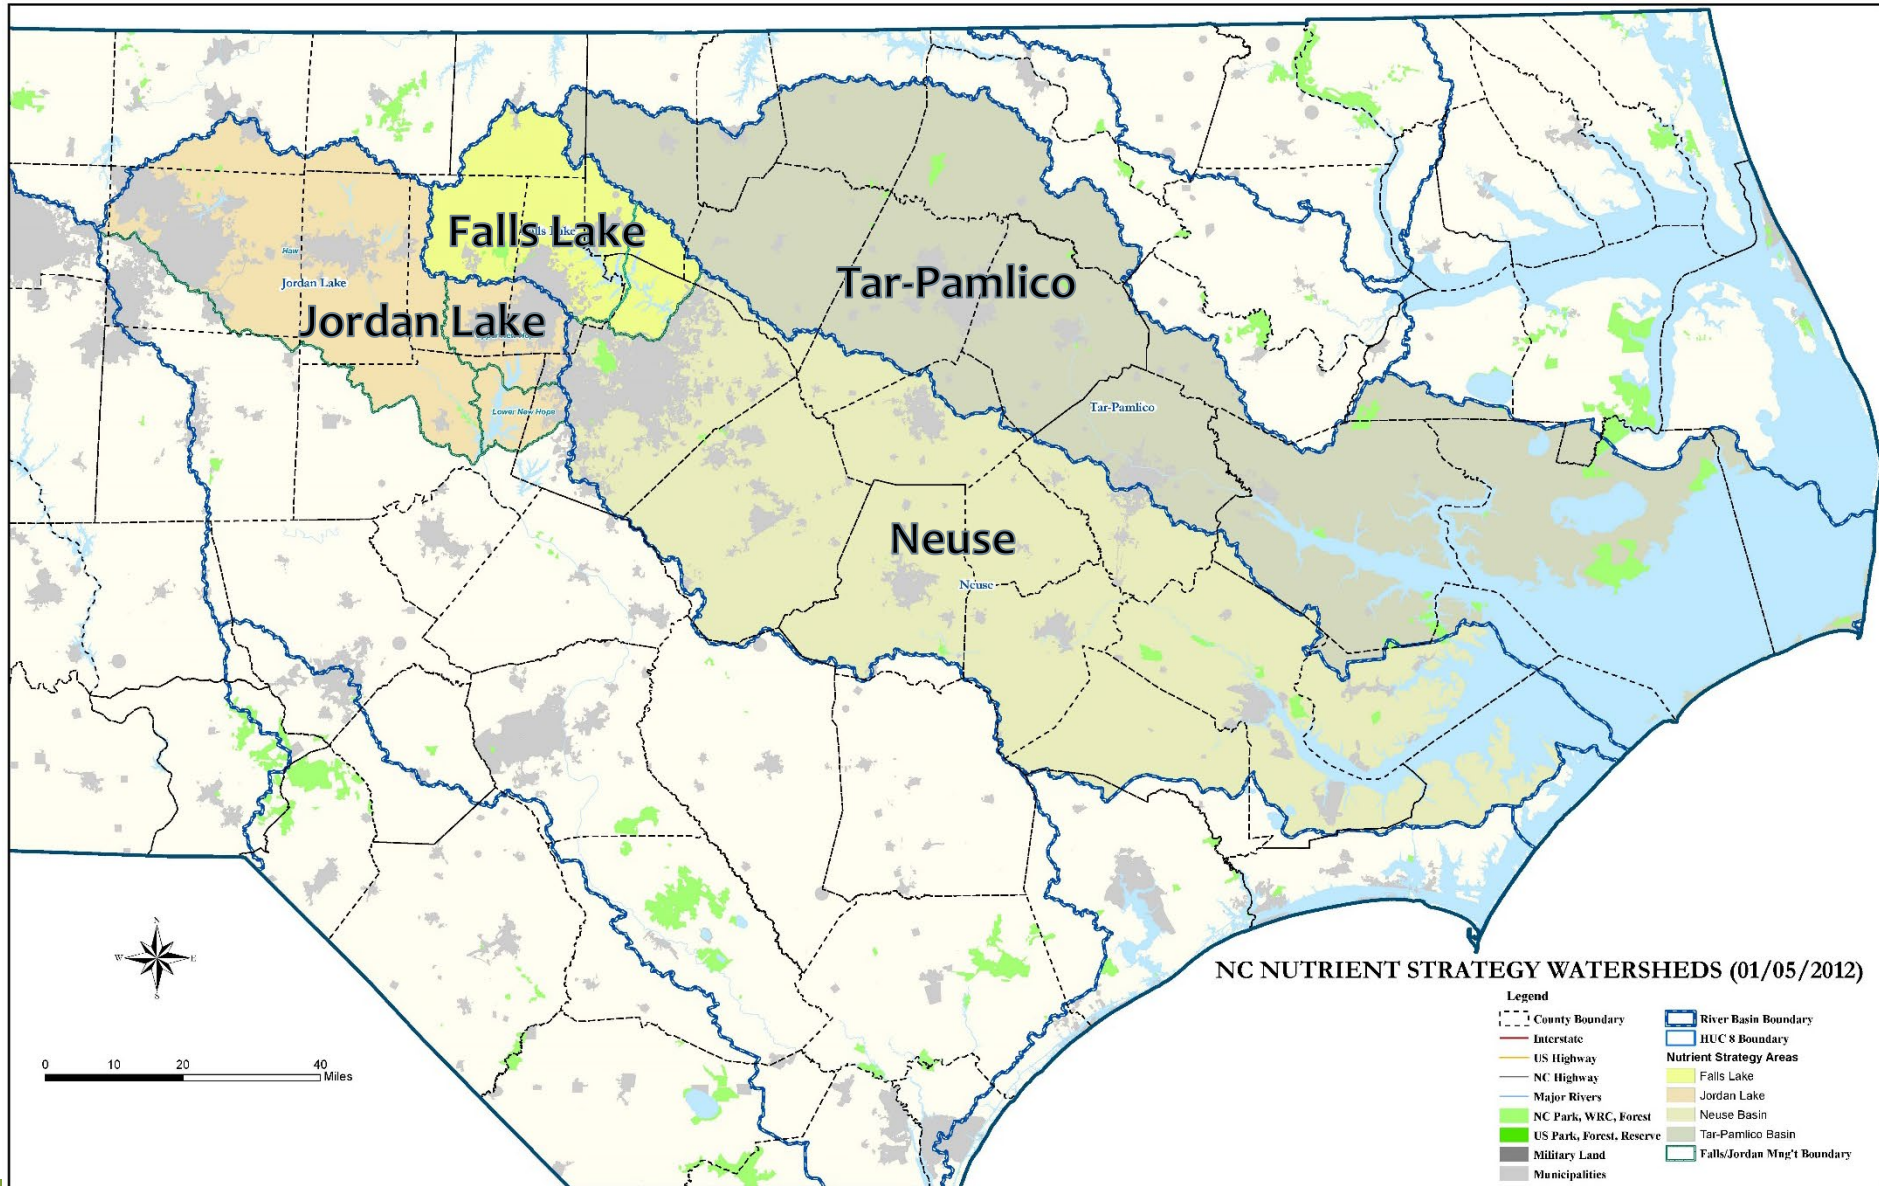 Falls Lake
Tar-Pamlico
Haw
Jordan Lake
Jordan Lake
Tar-Pamlico
Lower New Hope
Neuse
Neuse
N
W E
S
NC NUTRIENT STRATEGY WATERSHEDS (01/05/2012)
Legend
County Boundary
Interstate
US Highway
NC Highway
Major Rivers
NC Park, WRC, Forest
US Park, Forest, Reserve
Military Land
Municipalities
River Basin Boundary
HUC 8 Boundary
Nutrient Strategy Areas
Falls Lake
Jordan Lake
Neuse Basin
Tar-Pamlico Basin
Falls/Jordan Mng't Boundary
0 10 20 40
Miles